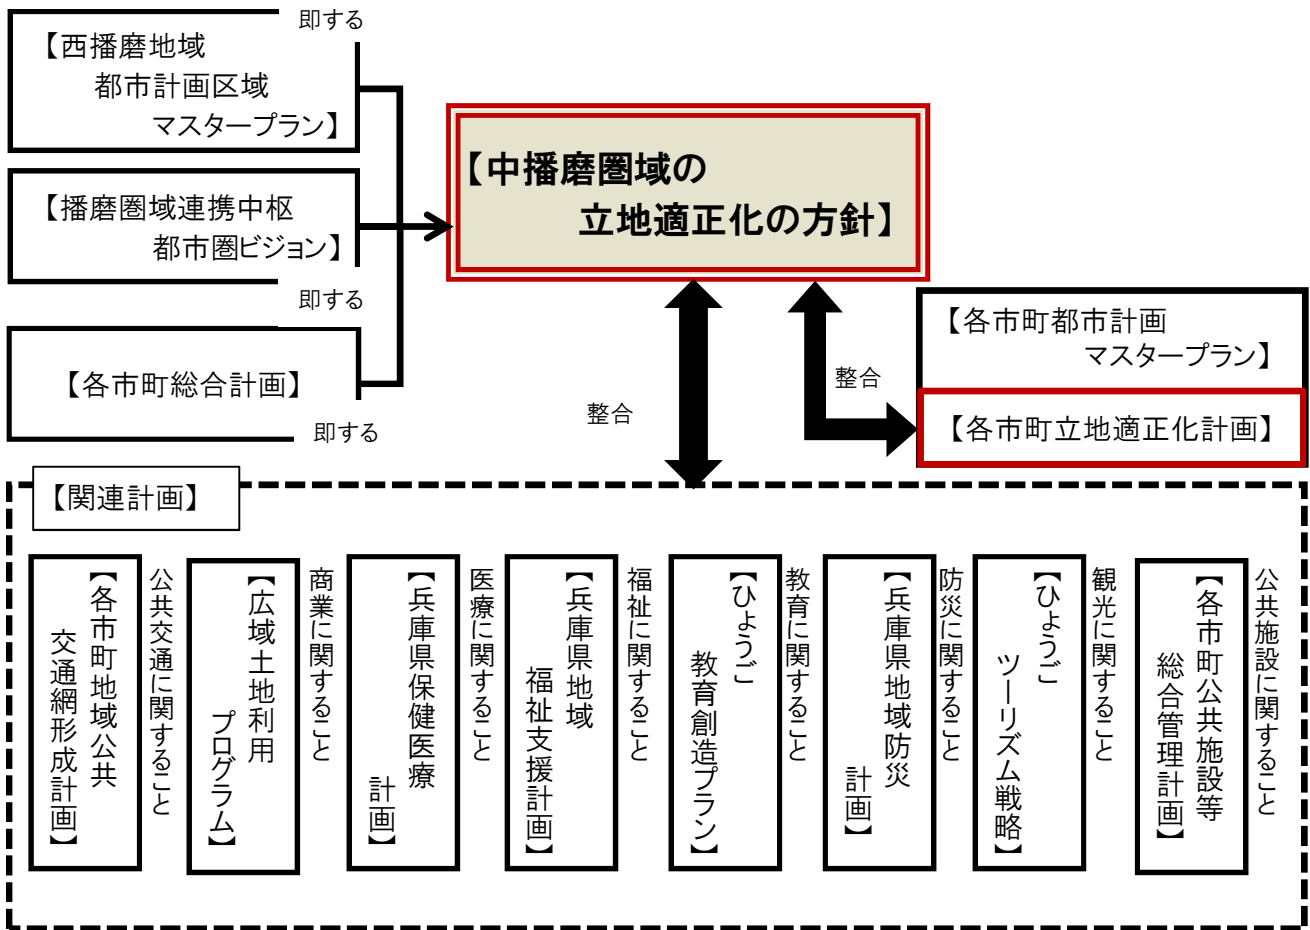 即する
【西播磨地域
都市計画区域
マスタープラン】
【播磨圏域連携中枢
都市圏ビジョン】
即する
【各市町総合計画】
即する
【中播磨圏域の
立地適正化の方針】
整合
整合
【各市町都市計画
マスタープラン】
【各市町立地適正化計画】
【関連計画】
公共交通に関すること
【各市町地域公共
交通網形成計画】
商業に関すること
【広域土地利用
プログラム】
医療に関すること
【兵庫県保健医療
計画】
福祉に関すること
【兵庫県地域
福祉支援計画】
教育に関すること
【ひょうご
教育創造プラン】
防災に関すること
【兵庫県地域防災
計画】
観光に関すること
【ひょうご
ツーリズム戦略】
公共施設に関すること
【各市町公共施設等
総合管理計画】